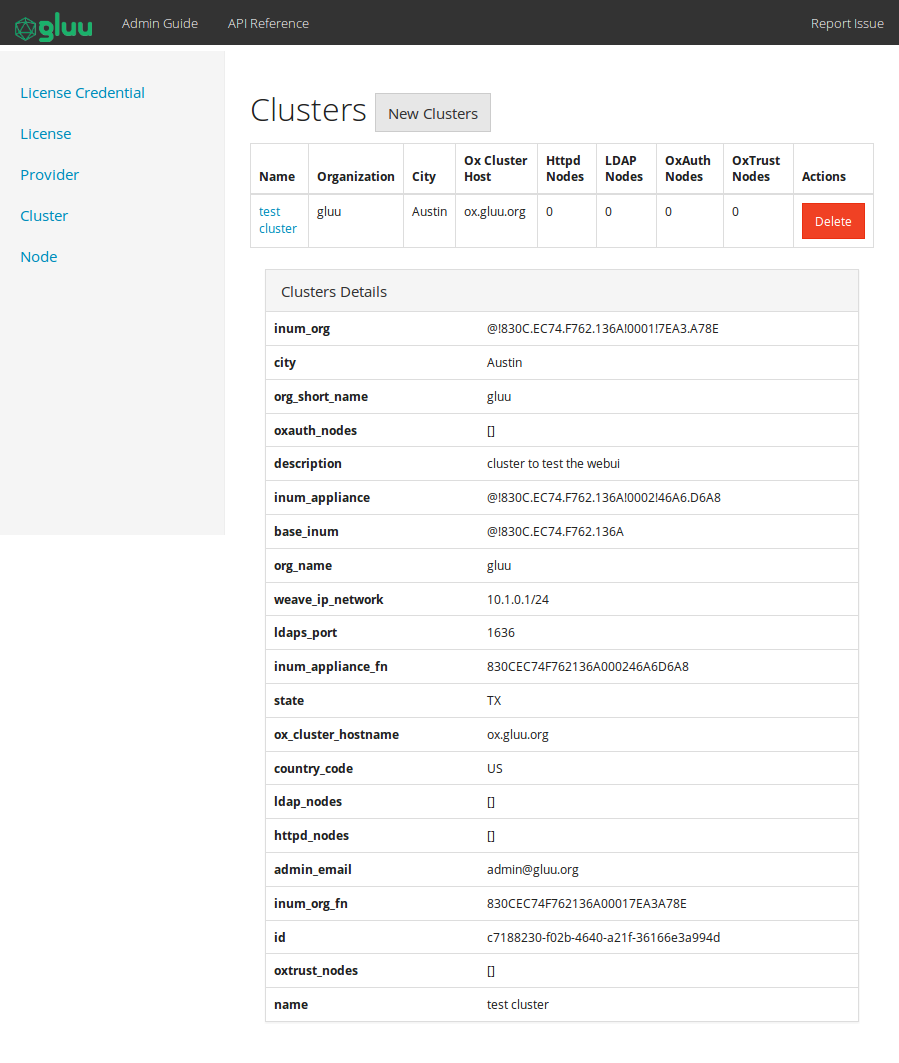 gluu Admin Guide API Reference Report Issue
License Credential
License
Provider
Cluster
Node
Clusters New Clusters
Name Organization City Ox Cluster Host Httpd Nodes LDAP Nodes OxAuth Nodes OxTrust Nodes Actions
test cluster gluu Austin ox.gluu.org 0 0 0 0 Delete
Clusters Details
inum_org @!830C.EC74.F762.136A!0001!7EA3.A78E
city Austin
org_short_name gluu
oxauth_nodes []
description cluster to test the webui
inum_appliance @!830C.EC74.F762.136A!0002!46A6.D6A8
base_inum @!830C.EC74.F762.136A
org_name gluu
weave_ip_network 10.1.0.1/24
ldaps_port 1636
inum_appliance_fn 830CEC74F762136A000246A6D6A8
state TX
ox_cluster_hostname ox.gluu.org
country_code US
ldap_nodes []
httpd_nodes []
admin_email admin@gluu.org
inum_org_fn 830CEC74F762136A00017EA3A78E
id c7188230-f02b-4640-a21f-36166e3a994d
oxtrust_nodes []
name test cluster